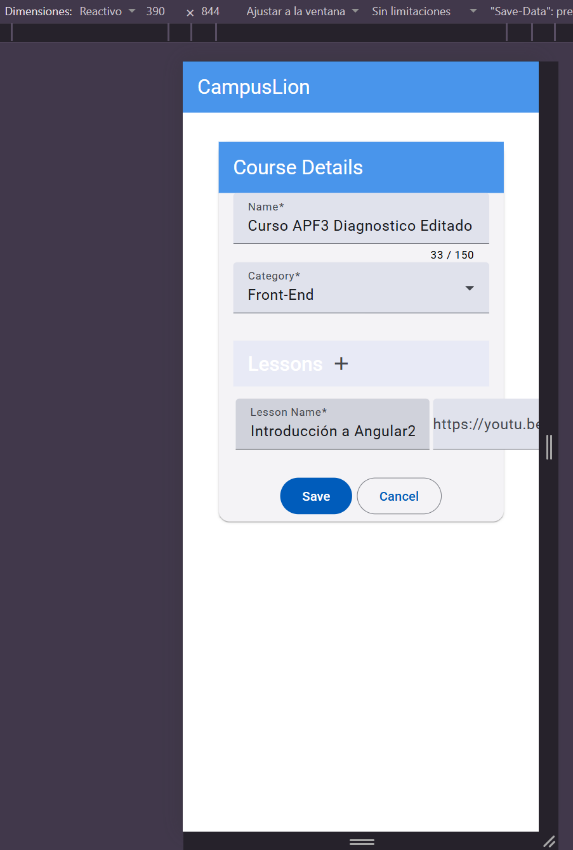 Dimensiones: Reactivo 390 × 844 Ajustar a la ventana Sin limitaciones "Save-Data": pre
CampusLion
Course Details
Name*
Curso APF3 Diagnostico Editado
33 / 150
Category*
Front-End
Lessons +
Lesson Name*
Introducción a Angular2
https://youtu.be
Save
Cancel